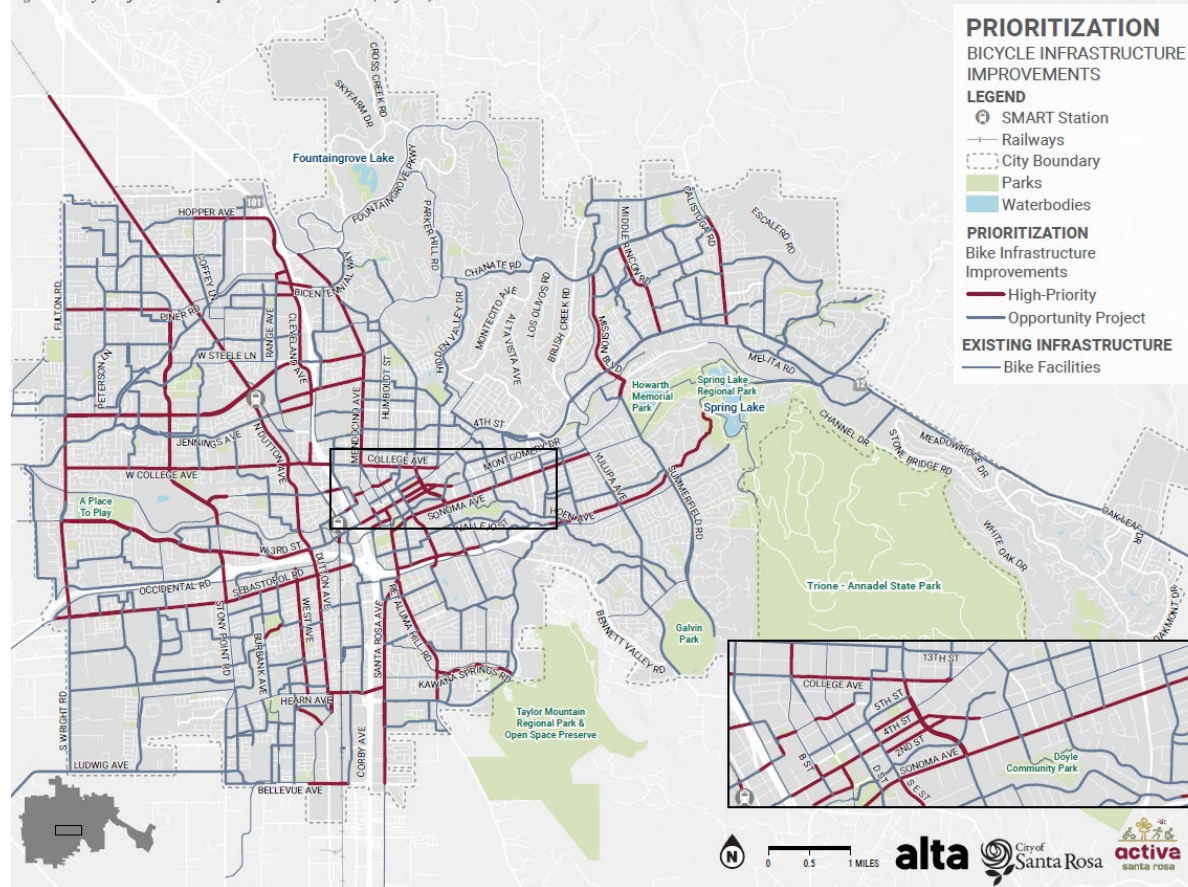 PRIORITIZATION
BICYCLE INFRASTRUCTURE
IMPROVEMENTS
LEGEND
SMART Station
Railways
City Boundary
Parks
Waterbodies
PRIORITIZATION
Bike Infrastructure
Improvements
High-Priority
Opportunity Project
EXISTING INFRASTRUCTURE
Bike Facilities
CROSS CREEK RD
SKYFARM DR
Fountaingrove Lake
FOUNTAINGROVE PKWY
PARKER HILL RD
HOPPER AVE
101
COFFEY LN
FULTON RD
PINER RD
RANGE AVE
CLEVELAND AVE
BICENTENNIAL WAY
CHANATE RD
HIDDEN VALLEY DR
MONTECITO AVE
ALTA VISTA AVE
LOS OLIVOS RD
BRUSH CREEK RD
MIDDLE RINCON RD
CALISTOGA RD
ESCALERO RD
MISSION BLVD
W STEELE LN
PETERSON LN
HUMBOLDT ST
MENDOCINO AVE
4TH ST
JENNINGS AVE
N DUTTON AVE
COLLEGE AVE
MONTGOMERY DR
W COLLEGE AVE
SONOMA AVE
VALLEJO ST
HOEN AVE
YULUPA AVE
SUMMERFIELD RD
Howarth
Memorial
Park
Spring Lake
Regional Park
Spring Lake
MELITA RD
12
CHANNEL DR
STONE BRIDGE RD
MEADOWRIDGE DR
OAK LEAF DR
WHITE OAK DR
OAKMONT DR
A Place
To Play
W 3RD ST
OCCIDENTAL RD
SEBASTOPOL RD
DUTTON AVE
WEST AVE
STONY POINT RD
BURBANK AVE
SANTA ROSA AVE
PETALUMA HILL RD
KAWANA SPRINGS RD
HEARN AVE
CORBY AVE
S WRIGHT RD
LUDWIG AVE
BELLEVUE AVE
BENNETT VALLEY RD
Galvin
Park
Trione - Annadel State Park
Taylor Mountain
Regional Park &
Open Space Preserve
13TH ST
COLLEGE AVE
5TH ST
4TH ST
2ND ST
B ST
D ST
SONOMA AVE
S E ST
Doyle
Community Park
N
0 0.5 1 MILES
alta
City of
Santa Rosa
active
santa rosa